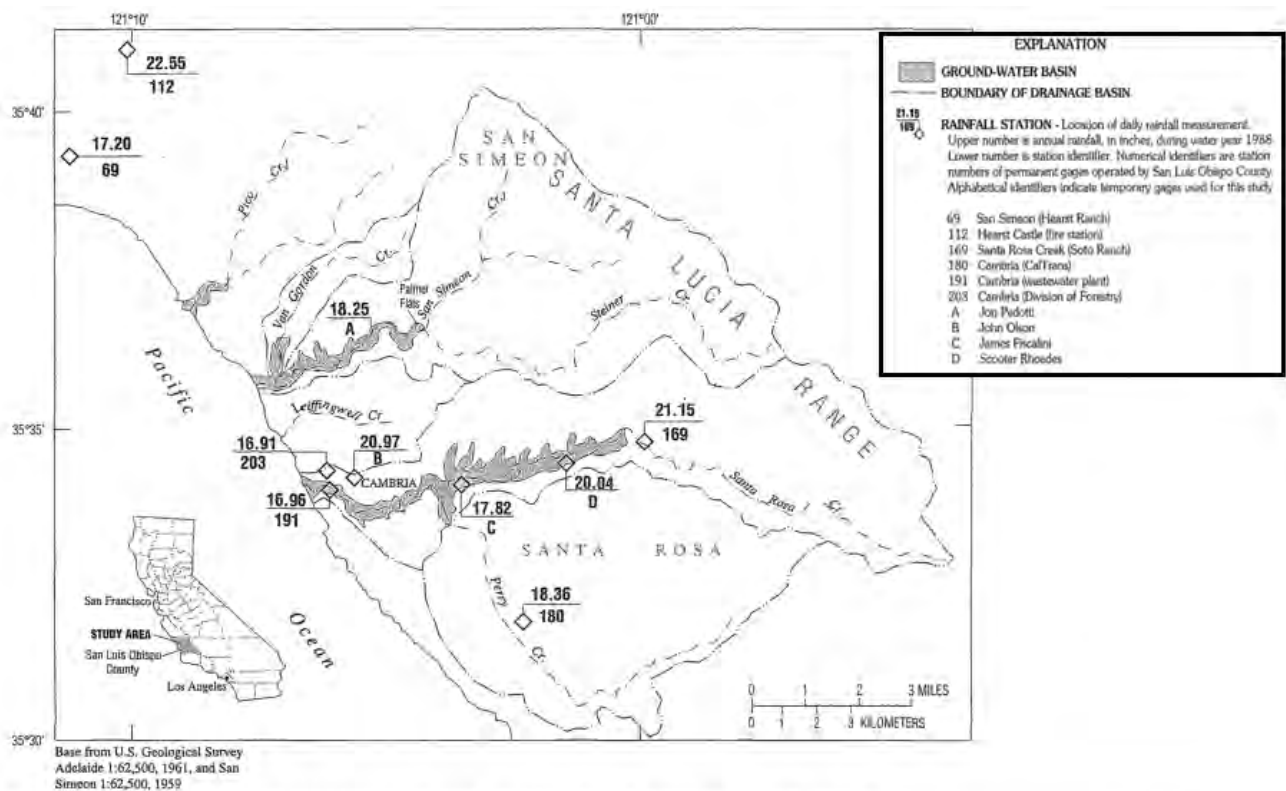 121°10'
121°00'
22.55
112
35°40'
17.20
69
Pico Cr.
SAN
SIMEON
SANTA
LUCIA
RANGE
Van Gordon Cr.
Palmer
Flats
San Simeon Cr.
Steiner Cr.
18.25
A
Pacific
Ocean
Leffingwell Cr.
35°35'
16.91
203
20.97
B
CAMBRIA
21.15
169
16.96
191
17.82
C
20.04
D
Santa Rosa Cr.
SANTA ROSA
Perry Cr.
18.36
180
San Francisco
STUDY AREA
San Luis Obispo
County
Los Angeles
0 1 2 3 MILES
0 1 2 3 KILOMETERS
35°30'
Base from U.S. Geological Survey
Adelaide 1:62,500, 1961, and San
Simeon 1:62,500, 1959
EXPLANATION
GROUND-WATER BASIN
BOUNDARY OF DRAINAGE BASIN
21.15
169
RAINFALL STATION - Location of daily rainfall measurement.
Upper number is annual rainfall, in inches, during water year 1988
Lower number is station identifier. Numerical identifiers are station
numbers of permanent gages operated by San Luis Obispo County
Alphabetical identifiers indicate temporary gages used for this study
69 San Simeon (Hearst Ranch)
112 Hearst Castle (fire station)
169 Santa Rosa Creek (Soto Ranch)
180 Cambria (CalTrans)
191 Cambria (wastewater plant)
203 Cambria (Division of Forestry)
A Jon Pedotti
B John Olson
C James Fiscalini
D Scooter Rhoades